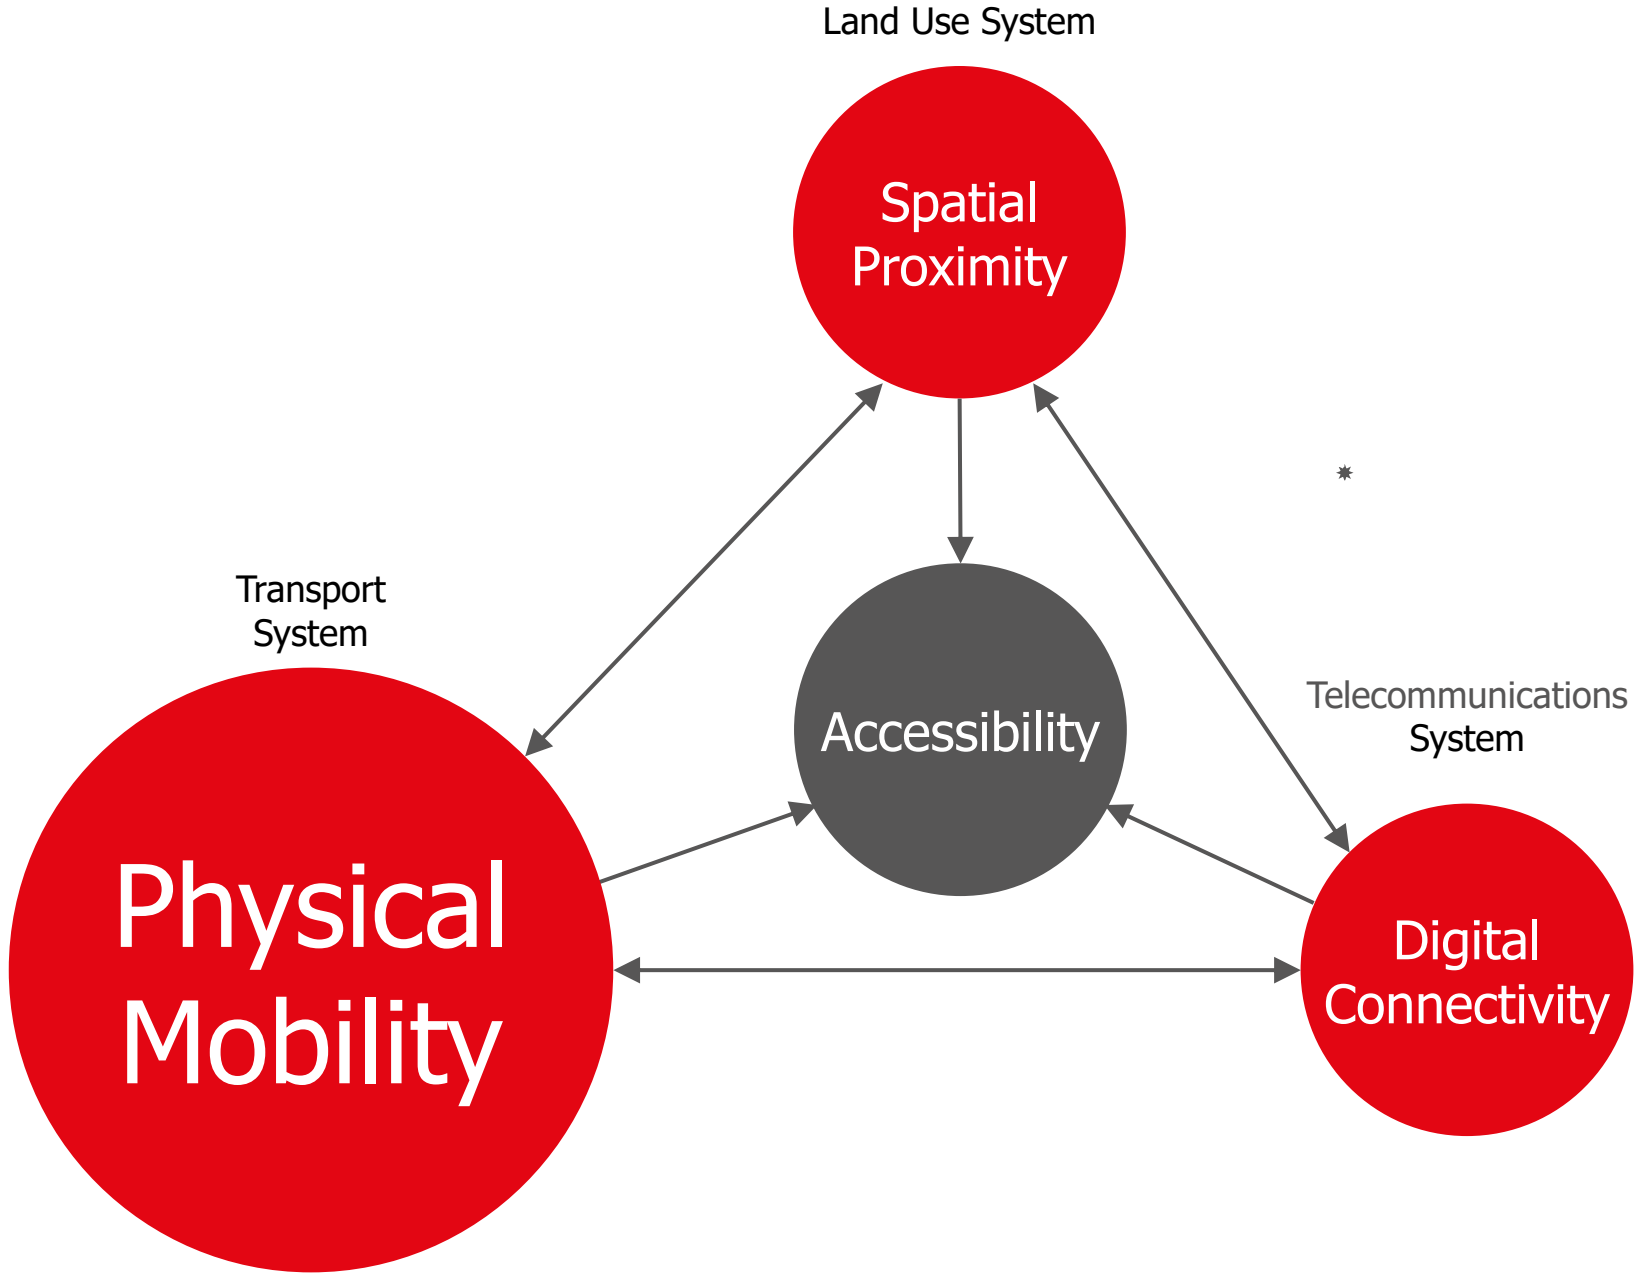 Land Use System
Spatial
Proximity
Transport
System
Accessibility
Telecommunications
System
Physical
Mobility
Digital
Connectivity